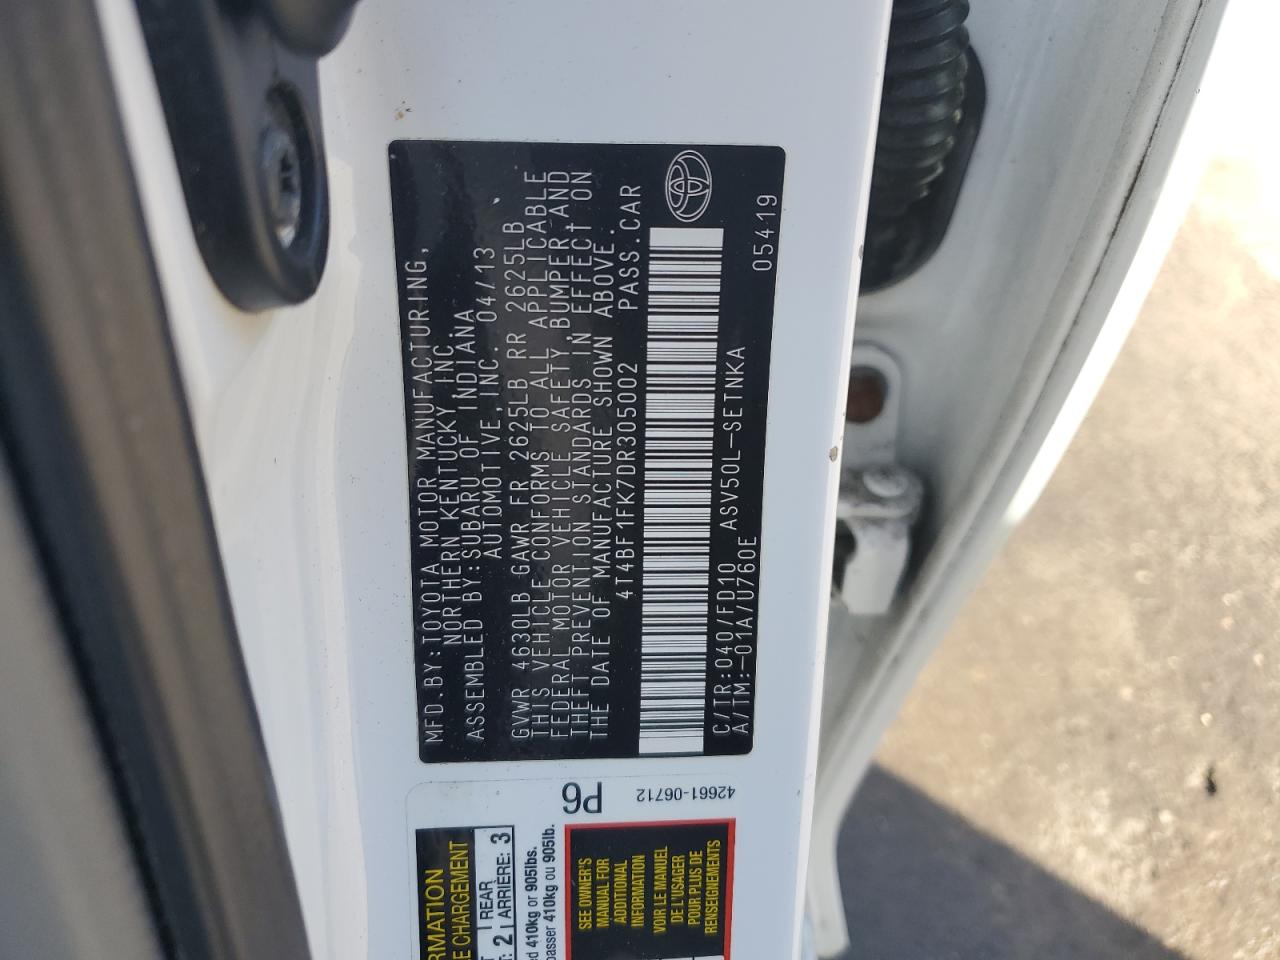 MFD.BY:TOYOTA MOTOR MANUFACTURING,
NORTHERN KENTUCKY, INC.
ASSEMBLED BY:SUBARU OF INDIANA
AUTOMOTIVE,INC. 04/13
GVWR 4630LB GAWR FR 2625LB RR 2625LB
THIS VEHICLE CONFORMS TO ALL APPLICABLE
FEDERAL MOTOR VEHICLE SAFETY,BUMPER,AND
THEFT PREVENTION STANDARDS IN EFFECT ON
THE DATE OF MANUFACTURE SHOWN ABOVE.
4T4BF1FK7DR305002 PASS.CAR
C/TR:040/FD10 ASV50L-SETNKA 05419
A/TM:-01A/U760E
P6
42661-06712
RMATION
E CHARGEMENT
REAR
2 ARRIÈRE: 3
410kg or 905lbs.
passer 410kg ou 905lb.
SEE OWNER'S
MANUAL FOR
ADDITIONAL
INFORMATION
VOIR LE MANUEL
DE L'USAGER
POUR PLUS DE
RENSEIGNEMENTS